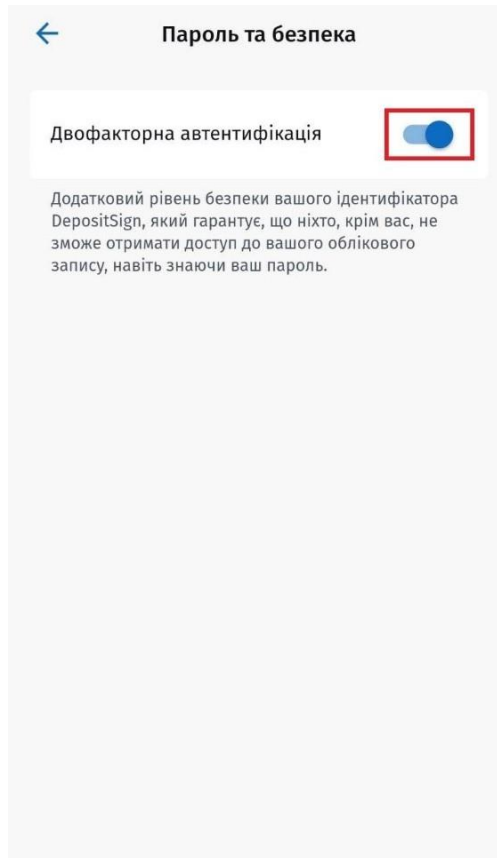 Пароль та безпека
Двофакторна автентифікація
Додатковий рівень безпеки вашого ідентифікатора
DepositSign, який гарантує, що ніхто, крім вас, не
зможе отримати доступ до вашого облікового
запису, навіть знаючи ваш пароль.